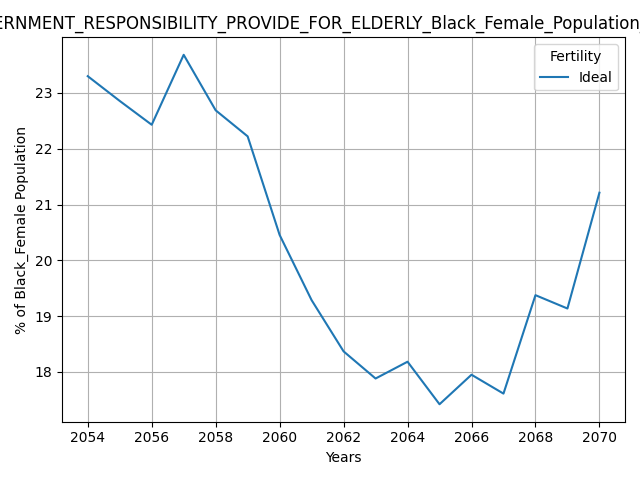 ERNMENT_RESPONSIBILITY_PROVIDE_FOR_ELDERLY_Black_Female_Population
Fertility
Ideal
23
22
21
20
19
18
% of Black_Female Population
2054 2056 2058 2060 2062 2064 2066 2068 2070
Years